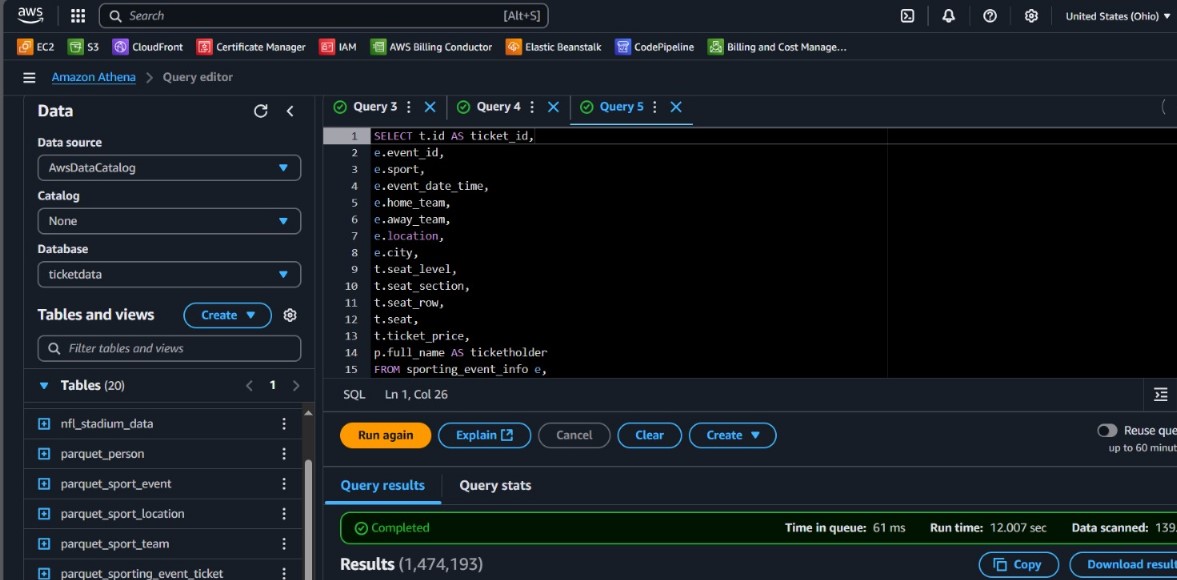 aws
Search [Alt+S] United States (Ohio)
EC2 S3 CloudFront Certificate Manager IAM AWS Billing Conductor Elastic Beanstalk CodePipeline Billing and Cost Manage...
Amazon Athena > Query editor
Data
Data source
AwsDataCatalog
Catalog
None
Database
ticketdata
Tables and views Create
Filter tables and views
Tables (20) < 1 >
nfl_stadium_data
parquet_person
parquet_sport_event
parquet_sport_location
parquet_sport_team
parquet_sporting_event_ticket
Query 3 Query 4 Query 5
1 SELECT t.id AS ticket_id,
2 e.event_id,
3 e.sport,
4 e.event_date_time,
5 e.home_team,
6 e.away_team,
7 e.location,
8 e.city,
9 t.seat_level,
10 t.seat_section,
11 t.seat_row,
12 t.seat,
13 t.ticket_price,
14 p.full_name AS ticketholder
15 FROM sporting_event_info e,
SQL Ln 1, Col 26
Run again Explain Cancel Clear Create Reuse que
up to 60 minut
Query results Query stats
Completed Time in queue: 61 ms Run time: 12.007 sec Data scanned: 139.
Results (1,474,193) Copy Download result